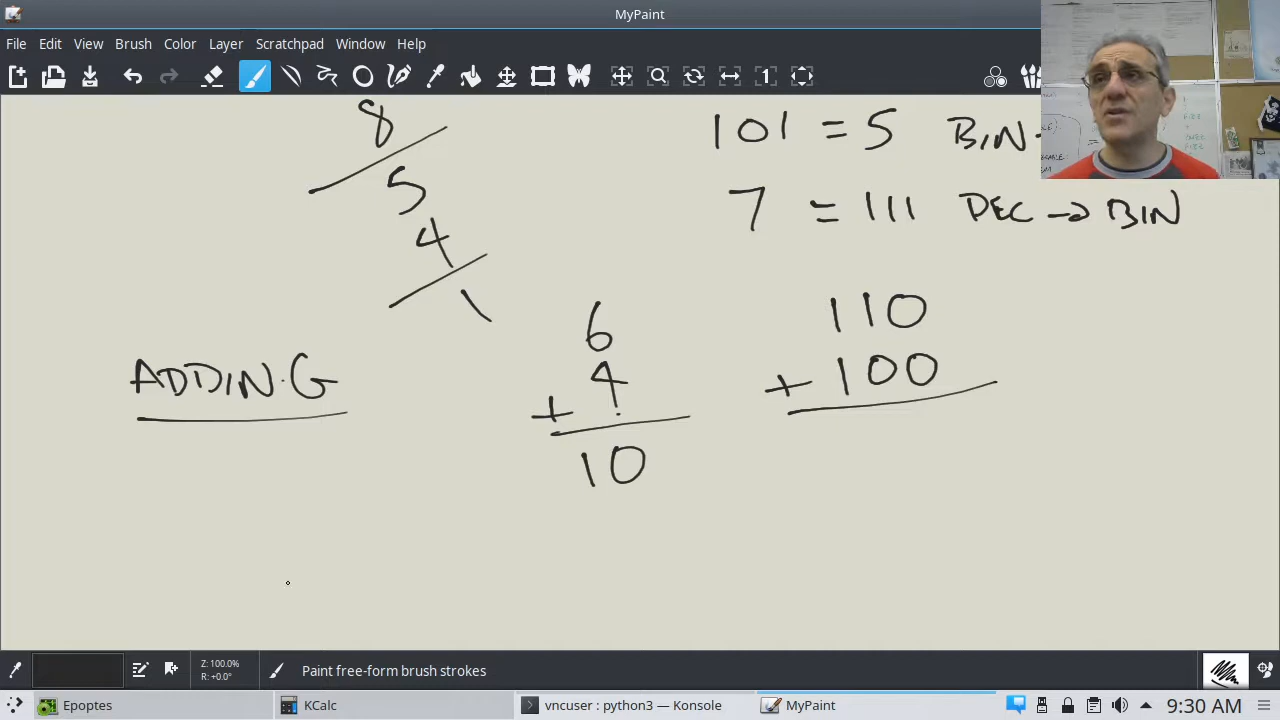 MyPaint
File Edit View Brush Color Layer Scratchpad Window Help
8
5
4
1
101 = 5 BIN
7 = 111 DEC → BIN
ADDING
6
+ 4
10
110
+ 100
Z: 100.0%
R: +0.0°
Paint free-form brush strokes
Epoptes KCalc vncuser : python3 — Konsole MyPaint 9:30 AM